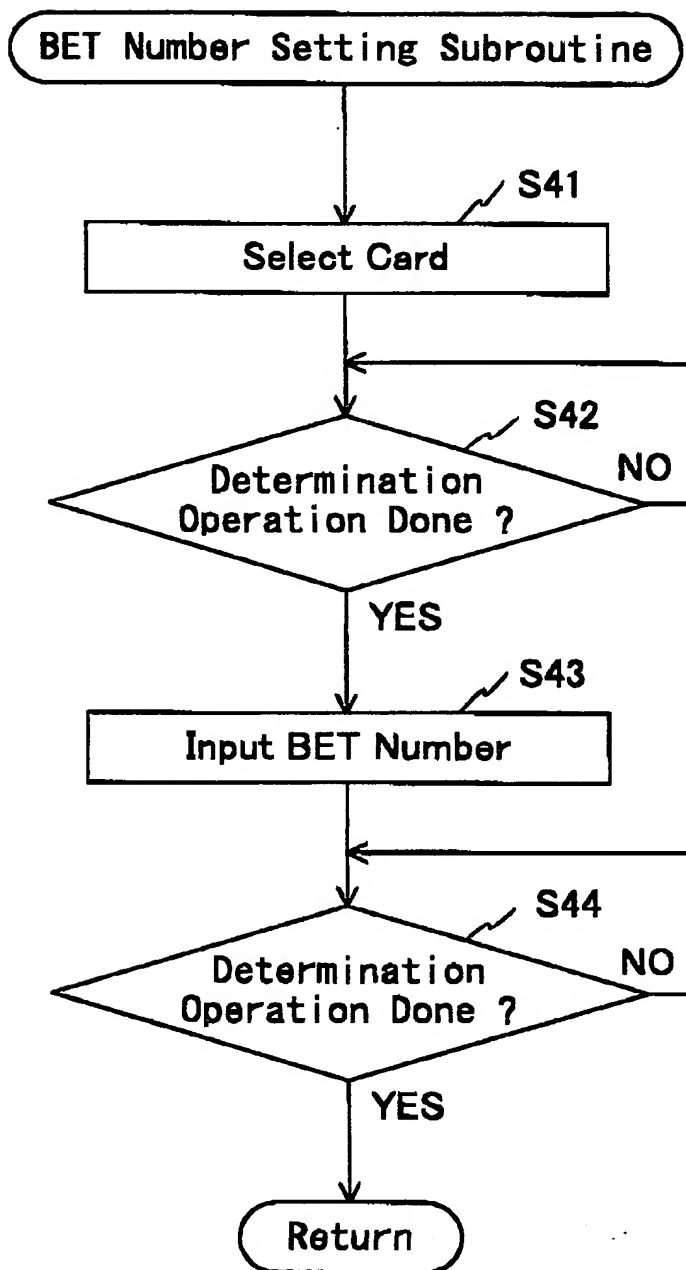 BET Number Setting Subroutine
S41
Select Card
S42
Determination
Operation Done ?
NO
YES
S43
Input BET Number
S44
Determination
Operation Done ?
NO
YES
Return